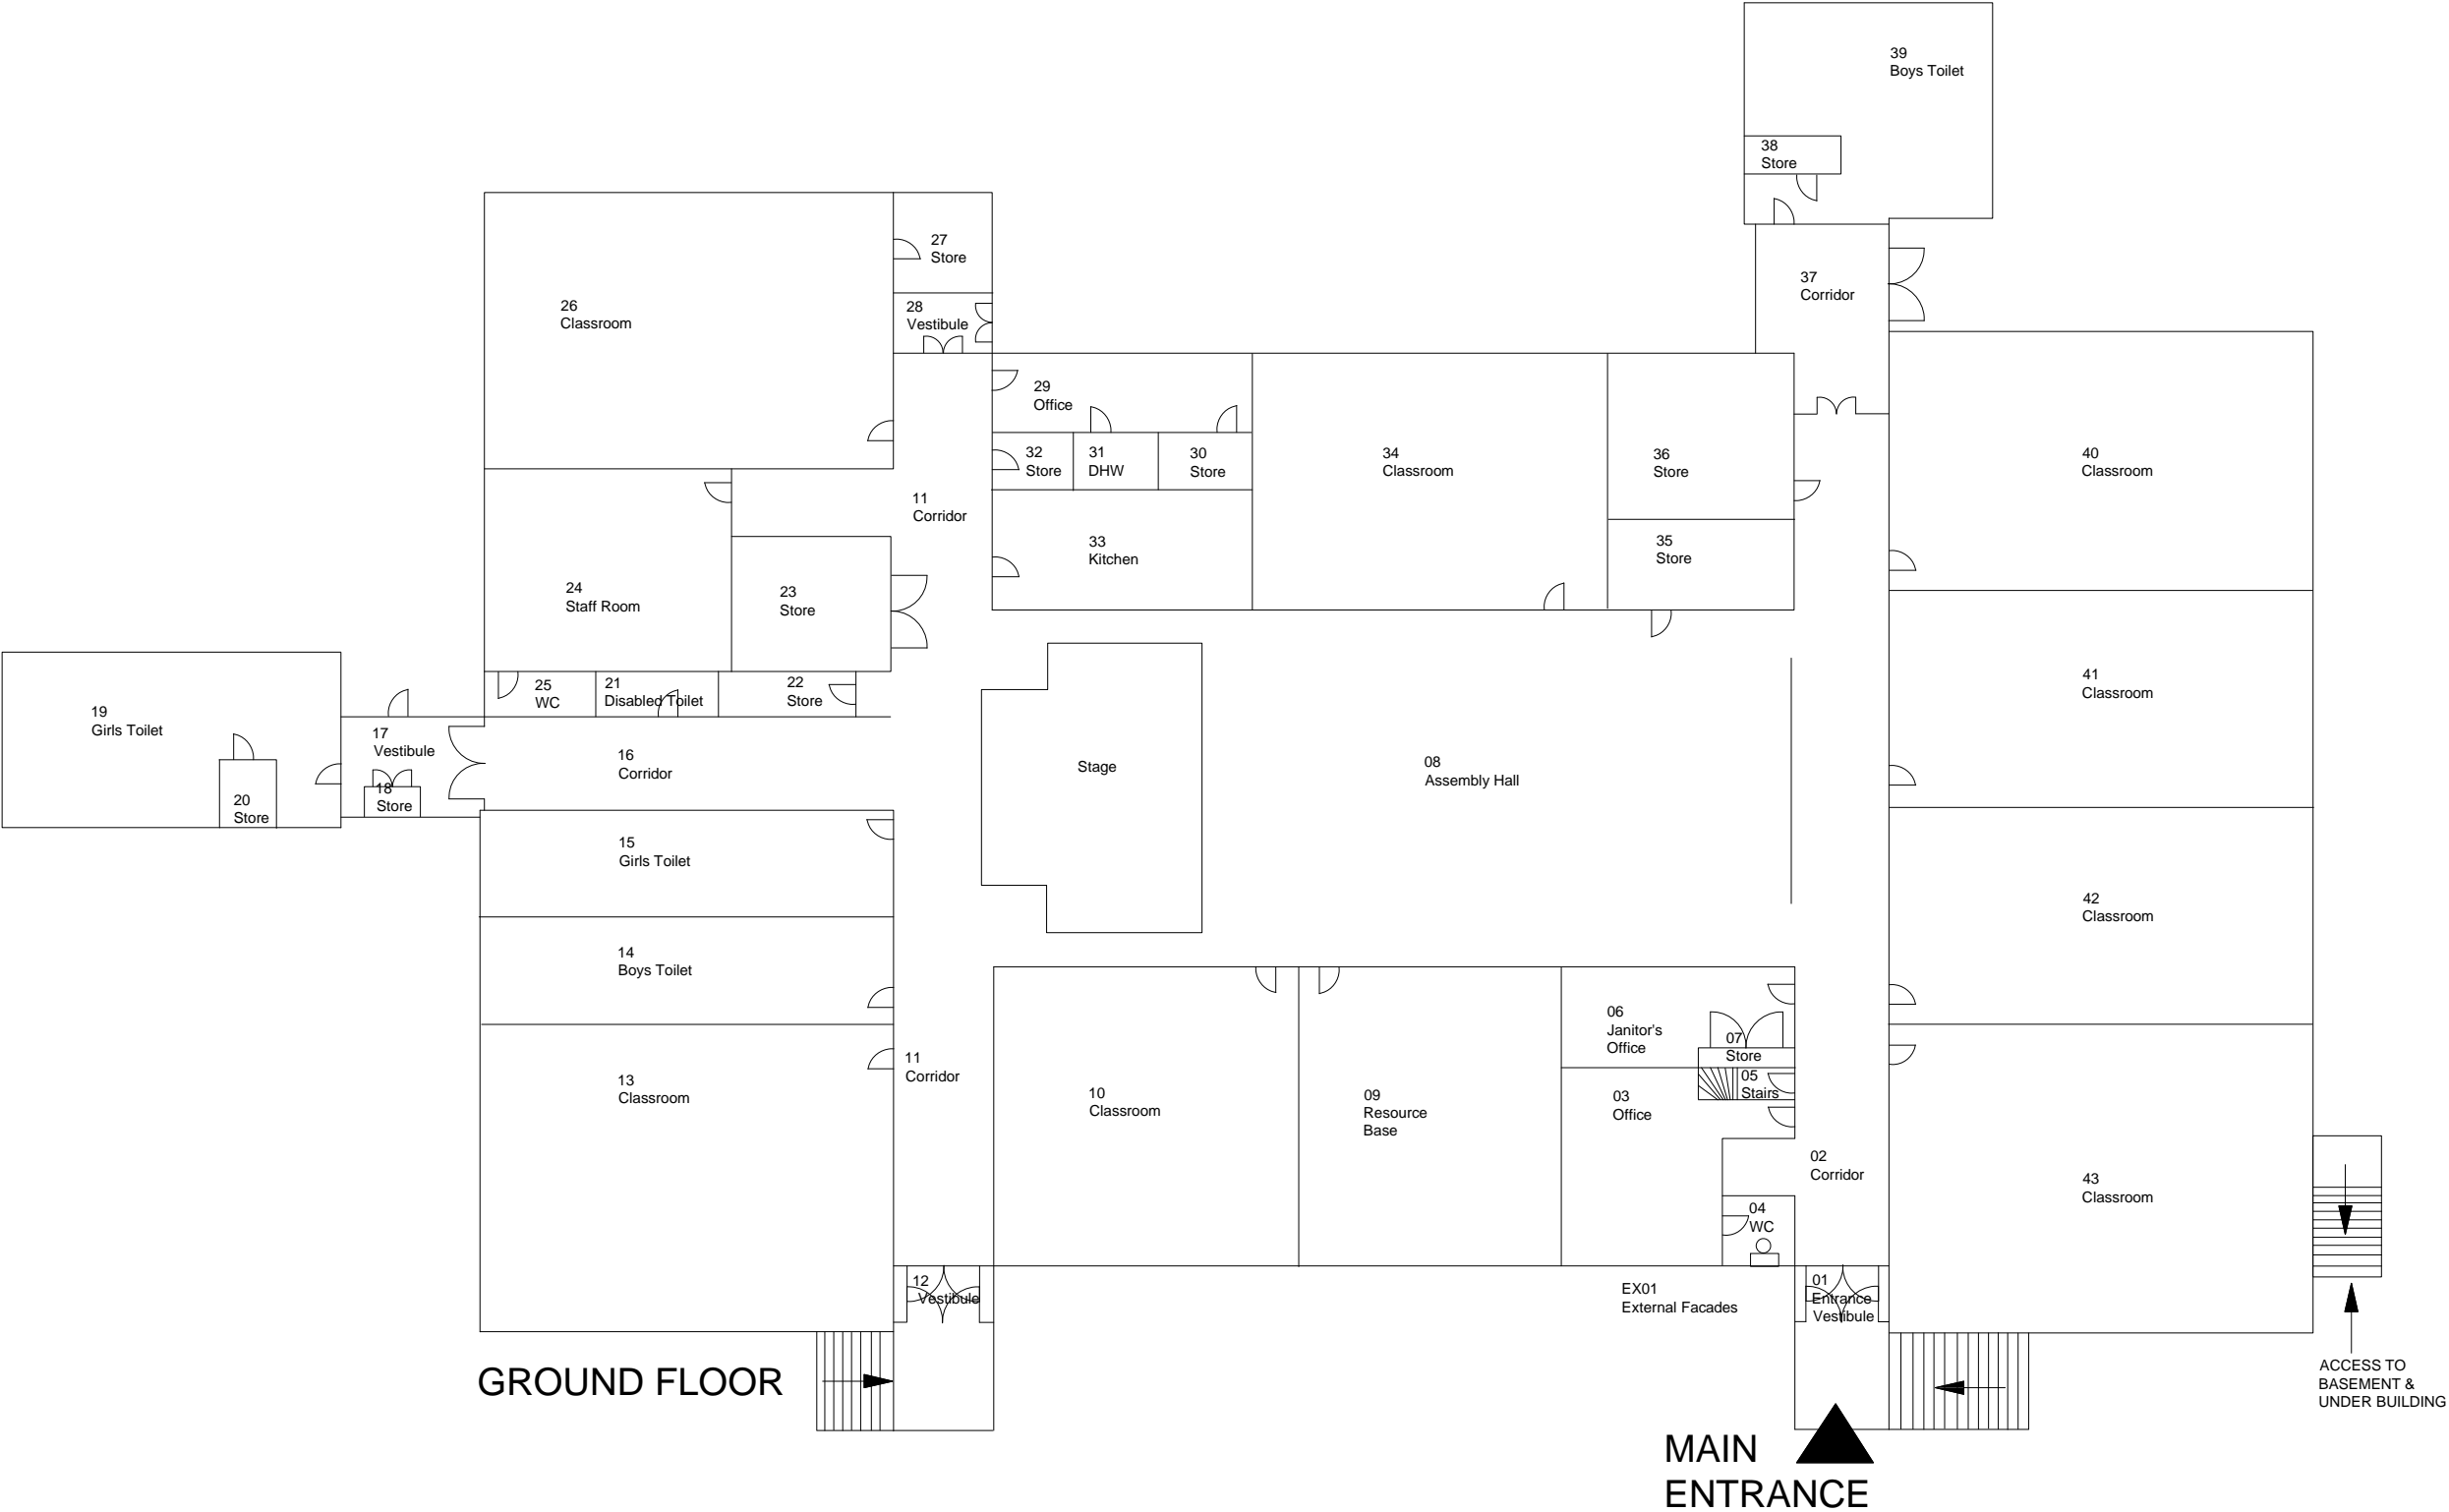 39
Boys Toilet
38
Store
27
Store
37
Corridor
26
Classroom
28
Vestibule
29
Office
32
Store
31
DHW
30
Store
34
Classroom
36
Store
40
Classroom
11
Corridor
33
Kitchen
35
Store
24
Staff Room
23
Store
25
WC
21
Disabled Toilet
22
Store
41
Classroom
19
Girls Toilet
17
Vestibule
16
Corridor
Stage
08
Assembly Hall
18
Store
20
Store
15
Girls Toilet
42
Classroom
14
Boys Toilet
06
Janitor's
Office
07
Store
11
Corridor
13
Classroom
10
Classroom
09
Resource
Base
03
Office
05
Stairs
02
Corridor
43
Classroom
04
WC
12
Vestibule
EX01
External Facades
01
Entrance
Vestibule
GROUND FLOOR
ACCESS TO
BASEMENT &
UNDER BUILDING
MAIN
ENTRANCE